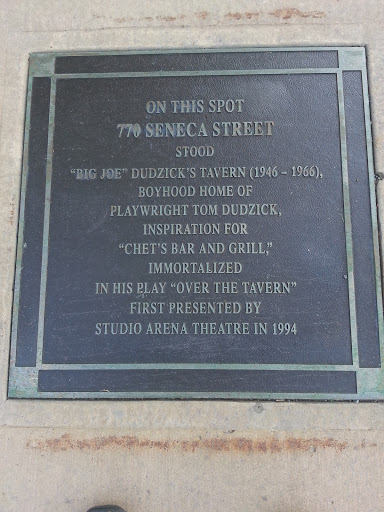 ON THIS SPOT
770 SENECA STREET
STOOD
"BIG JOE" DUDZICK'S TAVERN (1946 – 1966),
BOYHOOD HOME OF
PLAYWRIGHT TOM DUDZICK,
INSPIRATION FOR
"CHET'S BAR AND GRILL,"
IMMORTALIZED
IN HIS PLAY "OVER THE TAVERN"
FIRST PRESENTED BY
STUDIO ARENA THEATRE IN 1994